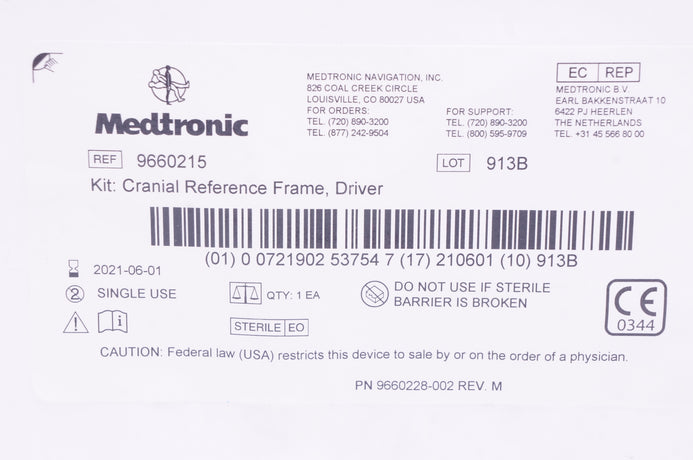 Medtronic
MEDTRONIC NAVIGATION, INC.
826 COAL CREEK CIRCLE
LOUISVILLE, CO 80027 USA
FOR ORDERS:
TEL. (720) 890-3200
TEL. (877) 242-9504
FOR SUPPORT:
TEL. (720) 890-3200
TEL. (800) 595-9709
EC REP
MEDTRONIC B.V.
EARL BAKKENSTRAAT 10
6422 PJ HEERLEN
THE NETHERLANDS
TEL. +31 45 566 80 00
REF 9660215
LOT 913B
Kit: Cranial Reference Frame, Driver
(01) 0 0721902 53754 7 (17) 210601 (10) 913B
2021-06-01
2 SINGLE USE
QTY: 1 EA
DO NOT USE IF STERILE
BARRIER IS BROKEN
STERILE EO
CE
0344
CAUTION: Federal law (USA) restricts this device to sale by or on the order of a physician.
PN 9660228-002 REV. M